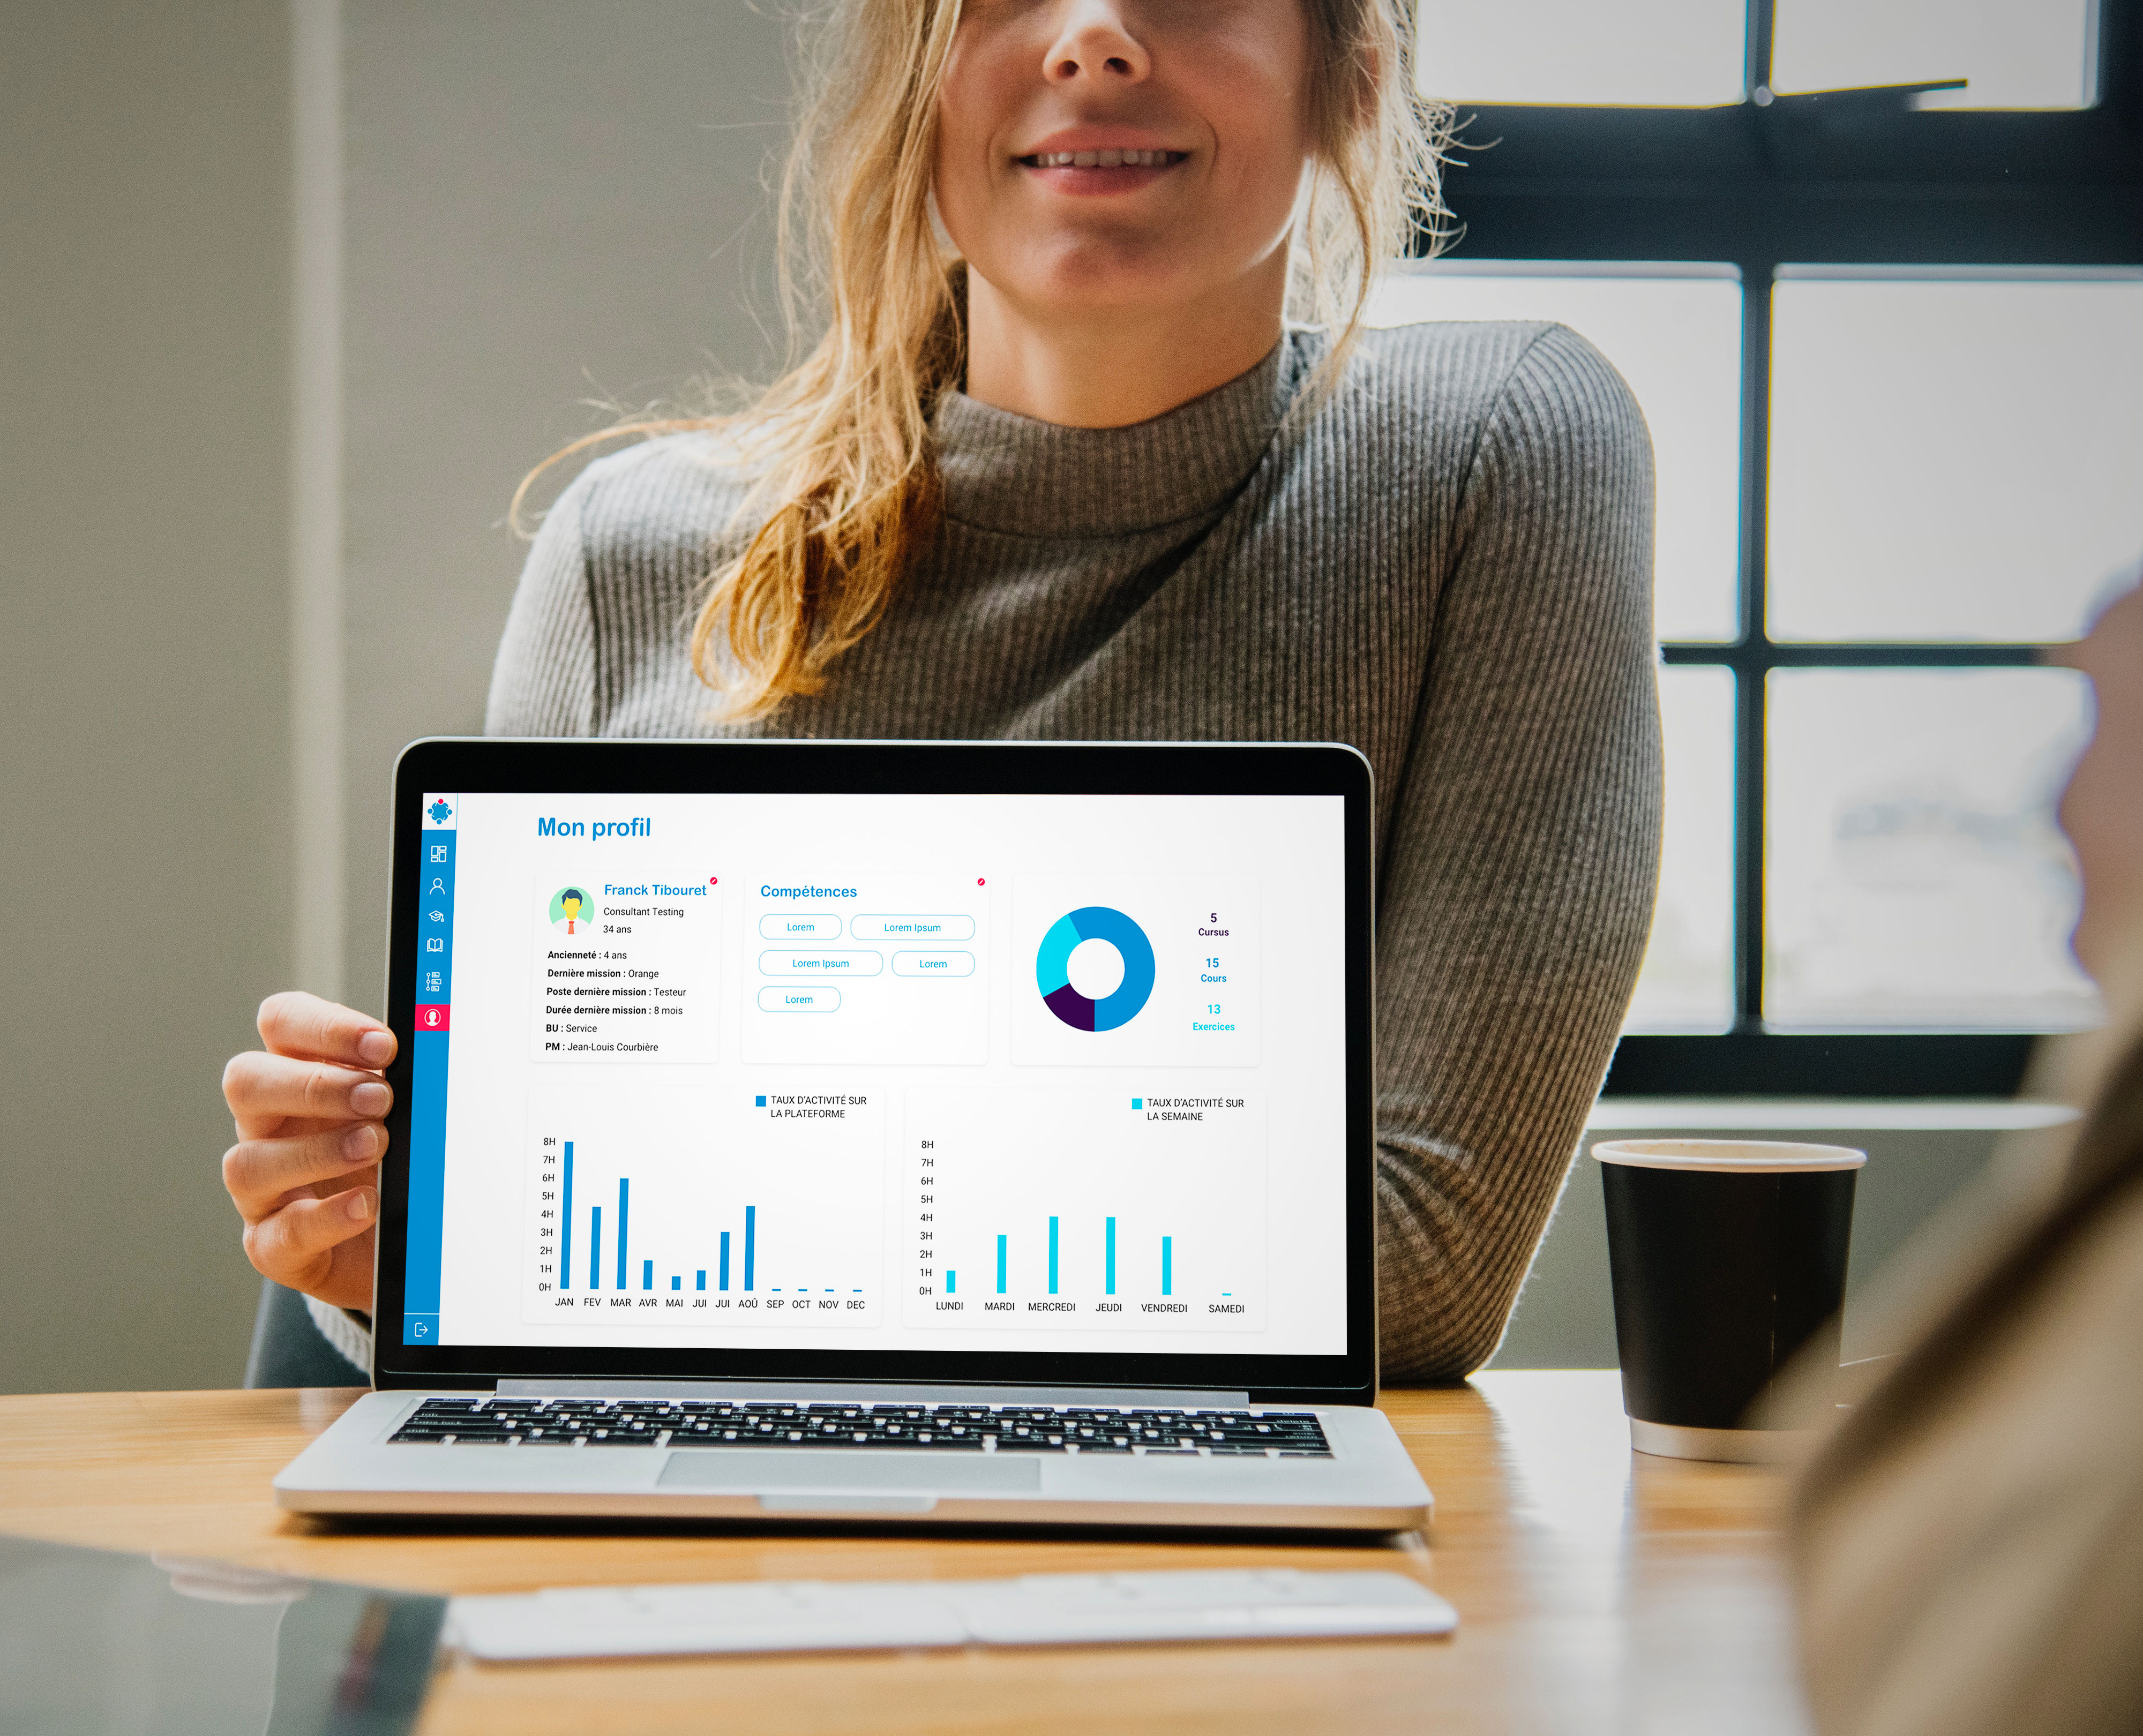 Mon profil
Franck Tibouret
Consultant Testing
34 ans
Ancienneté : 4 ans
Dernière mission : Orange
Poste dernière mission : Testeur
Durée dernière mission : 8 mois
BU : Service
PM : Jean-Louis Courbière
Compétences
Lorem
Lorem Ipsum
Lorem Ipsum
Lorem
Lorem
5
Cursus
15
Cours
13
Exercices
TAUX D'ACTIVITÉ SUR
LA PLATEFORME
8H
7H
6H
5H
4H
3H
2H
1H
0H
JAN FEV MAR AVR MAI JUI JUI AOÛ SEP OCT NOV DEC
TAUX D'ACTIVITÉ SUR
LA SEMAINE
8H
7H
6H
5H
4H
3H
2H
1H
0H
LUNDI MARDI MERCREDI JEUDI VENDREDI SAMEDI